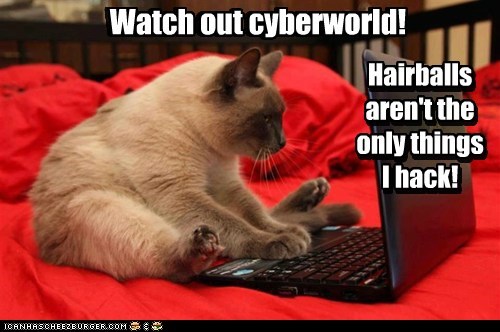 Watch out cyberworld!
Hairballs
aren't the
only things
I hack!
ICANHASCHEEZBURGER.COM